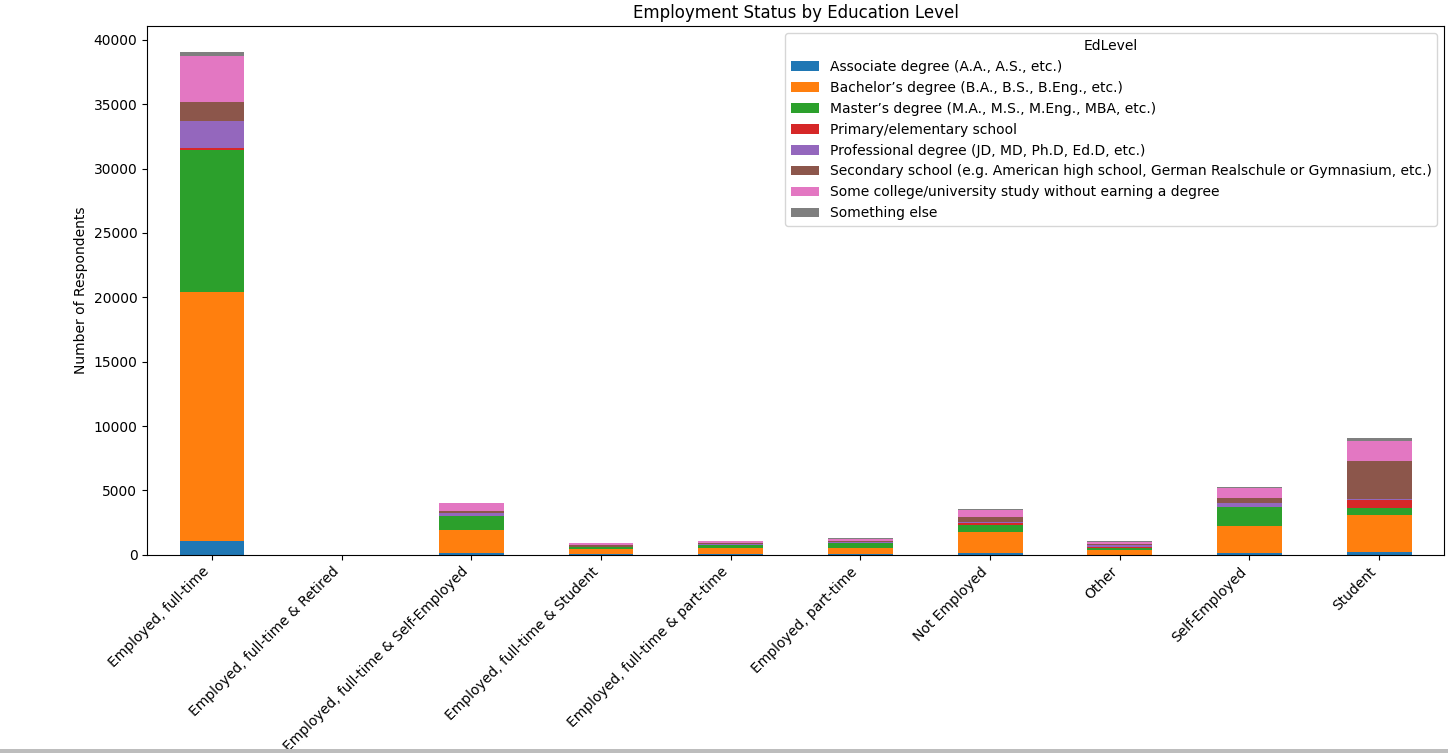 Employment Status by Education Level
Number of Respondents
40000
35000
30000
25000
20000
15000
10000
5000
0
EdLevel
Associate degree (A.A., A.S., etc.)
Bachelor’s degree (B.A., B.S., B.Eng., etc.)
Master’s degree (M.A., M.S., M.Eng., MBA, etc.)
Primary/elementary school
Professional degree (JD, MD, Ph.D, Ed.D, etc.)
Secondary school (e.g. American high school, German Realschule or Gymnasium, etc.)
Some college/university study without earning a degree
Something else
Employed, full-time
Employed, full-time & Retired
Employed, full-time & Self-Employed
Employed, full-time & Student
Employed, full-time & part-time
Employed, part-time
Not Employed
Other
Self-Employed
Student